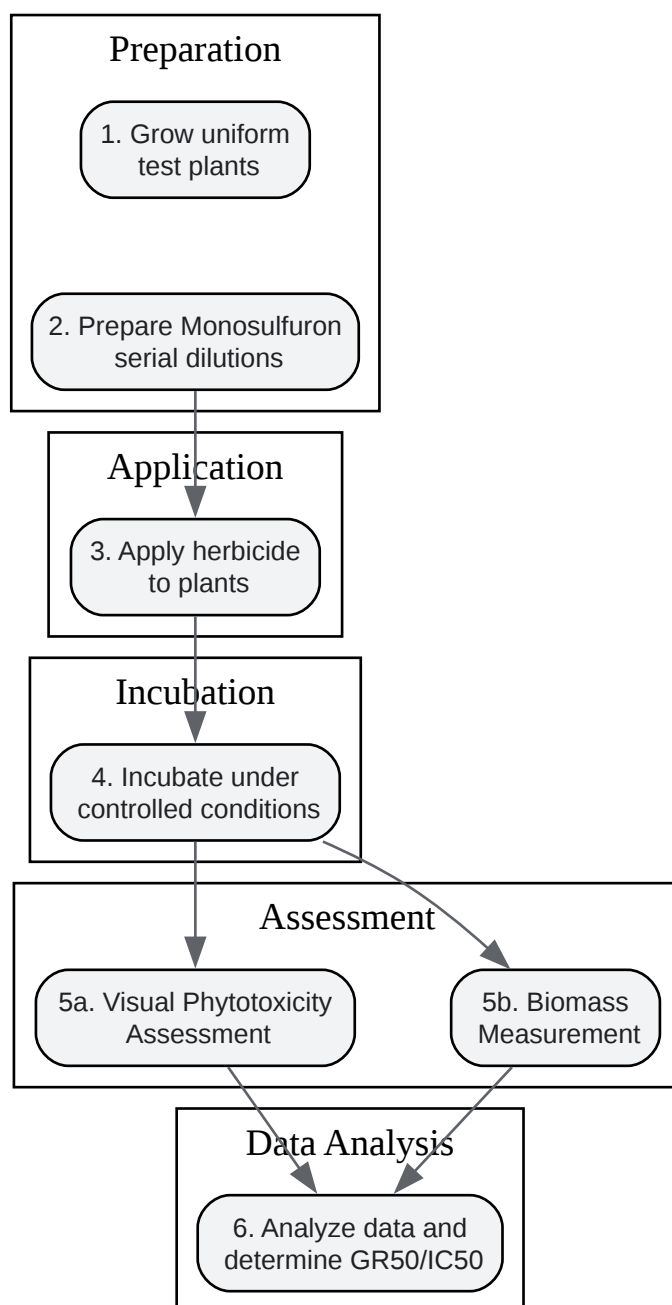 Preparation
1. Grow uniform
test plants
2. Prepare Monosulfuron
serial dilutions
Application
3. Apply herbicide
to plants
Incubation
4. Incubate under
controlled conditions
Assessment
5a. Visual Phytotoxicity
Assessment
5b. Biomass
Measurement
Data Analysis
6. Analyze data and
determine GR50/IC50